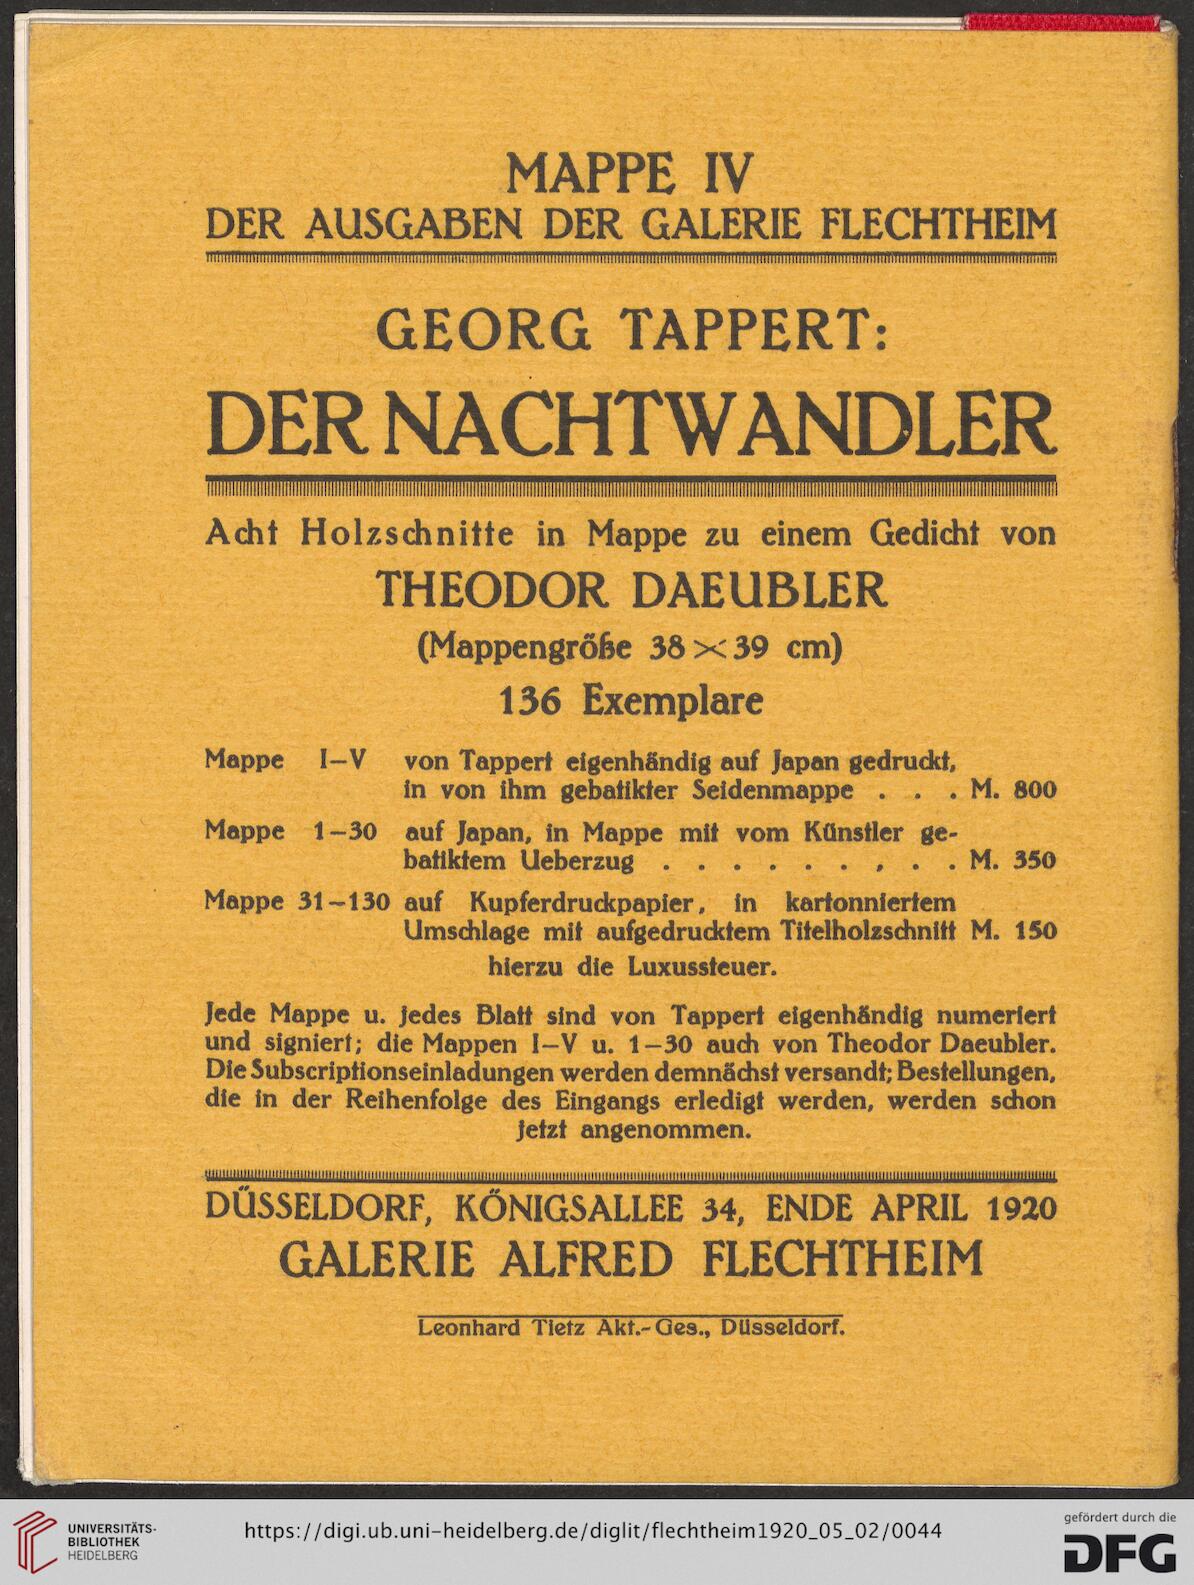 MAPPE IV
DER AUSGABEN DER GALERIE FLECHTHEIM
GEORG TAPPERT:
DER NACHTWANDLER
Acht Holzschnitte in Mappe zu einem Gedicht von
THEODOR DAEUBLER
(Mappengröße 38 × 39 cm)
136 Exemplare
Mappe I—V von Tappert eigenhändig auf Japan gedruckt,
in von ihm gebatikter Seidenmappe . . . M. 800
Mappe 1—30 auf Japan, in Mappe mit vom Künstler ge-
batiktem Ueberzug . . . . . . , . . M. 350
Mappe 31—130 auf Kupferdruckpapier, in kartonniertem
Umschlage mit aufgedrucktem Titelholzschnitt M. 150
hierzu die Luxussteuer.
Jede Mappe u. jedes Blatt sind von Tappert eigenhändig numeriert
und signiert; die Mappen I—V u. 1—30 auch von Theodor Daeubler.
Die Subscriptionseinladungen werden demnächst versandt; Bestellungen,
die in der Reihenfolge des Eingangs erledigt werden, werden schon
jetzt angenommen.
DÜSSELDORF, KÖNIGSALLEE 34, ENDE APRIL 1920
GALERIE ALFRED FLECHTHEIM
Leonhard Tietz Akt.-Ges., Düsseldorf.
UNIVERSITÄTS-
BIBLIOTHEK
HEIDELBERG
https://digi.ub.uni-heidelberg.de/diglit/flechtheim1920_05_02/0044
gefördert durch die
DFG